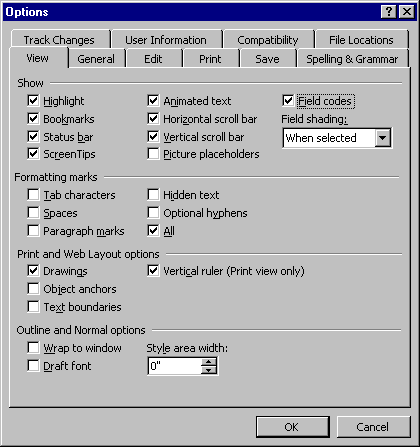 Options
Track Changes User Information Compatibility File Locations
View General Edit Print Save Spelling & Grammar
Show
Highlight Animated text Field codes
Bookmarks Horizontal scroll bar Field shading:
Status bar Vertical scroll bar When selected
ScreenTips Picture placeholders
Formatting marks
Tab characters Hidden text
Spaces Optional hyphens
Paragraph marks All
Print and Web Layout options
Drawings Vertical ruler (Print view only)
Object anchors
Text boundaries
Outline and Normal options
Wrap to window Style area width:
Draft font 0"
OK Cancel